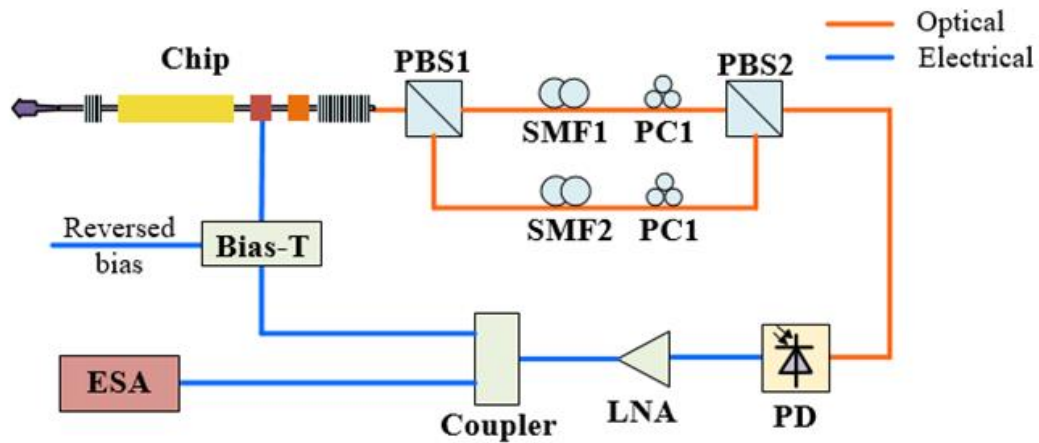 Optical
Electrical
Chip
PBS1
PBS2
SMF1
PC1
SMF2
PC1
Reversed
bias
Bias-T
ESA
Coupler
LNA
PD